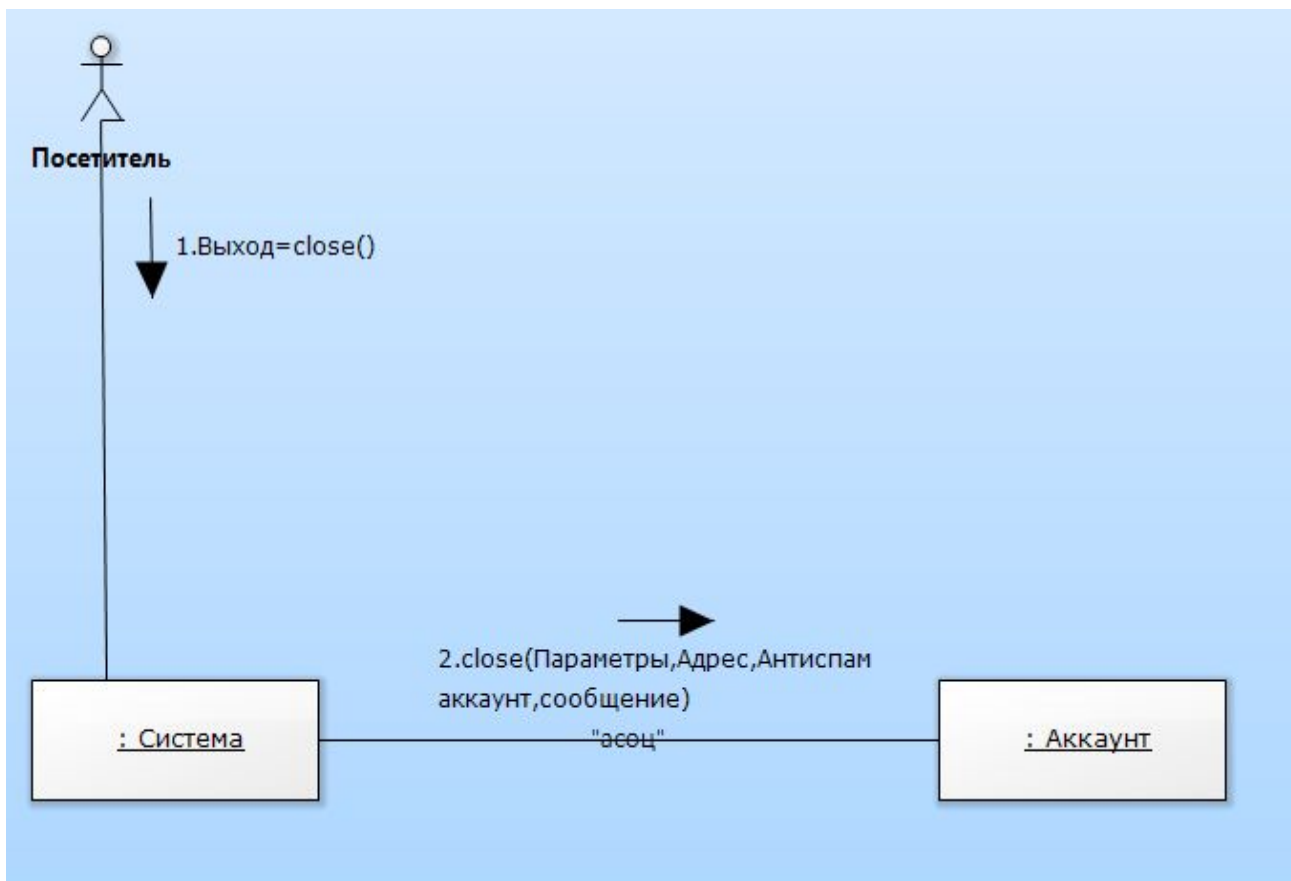 Посетитель
1.Выход=close()
2.close(Параметры,Адрес,Антиспам
аккаунт,сообщение)
"асоц"
: Система
: Аккаунт